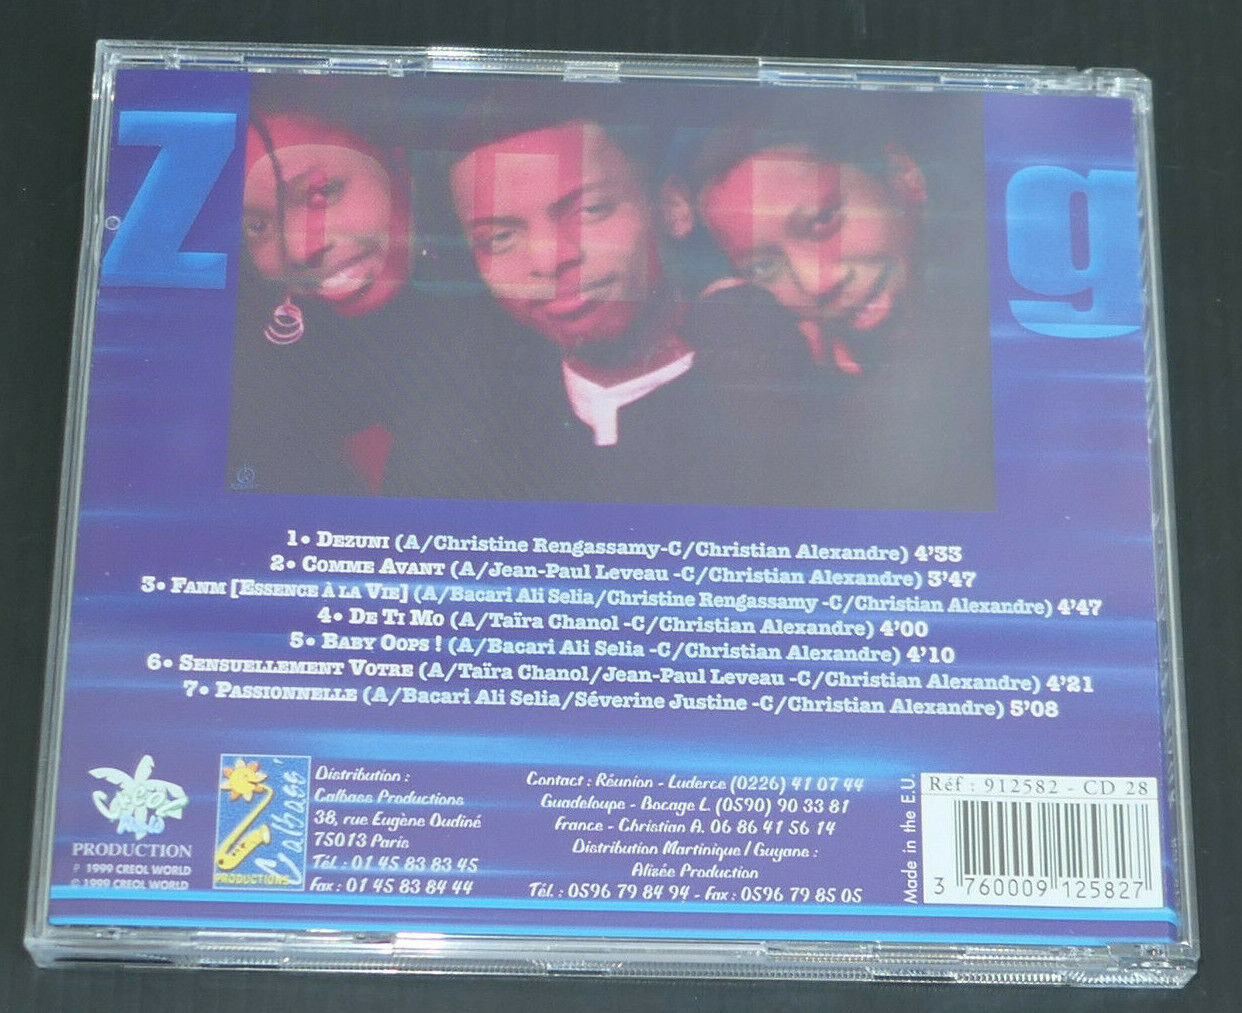 Zoung
1• DEZUNI (A/Christine Rengassamy-C/Christian Alexandre) 4'33
2• COMME AVANT (A/Jean-Paul Leveau -C/Christian Alexandre) 3'47
3• FANM [ESSENCE À LA VIE] (A/Bacari Ali Selia/Christine Rengassamy -C/Christian Alexandre) 4'47
4• DE TI MO (A/Taïra Chanol -C/Christian Alexandre) 4'00
5• BABY OOPS ! (A/Bacari Ali Selia -C/Christian Alexandre) 4'10
6• SENSUELLEMENT VOTRE (A/Taïra Chanol/Jean-Paul Leveau -C/Christian Alexandre) 4'21
7• PASSIONNELLE (A/Bacari Ali Selia/Séverine Justine -C/Christian Alexandre) 5'08
PRODUCTION
℗ 1999 CREOL WORLD
© 1999 CREOL WORLD
Calbass'
PRODUCTIONS
Distribution :
Calbass Productions
38, rue Eugène Oudiné
75013 Paris
Tél : 01 45 83 83 45
Fax : 01 45 83 84 44
Contact : Réunion - Luderce (0226) 41 07 44
Guadeloupe - Bocage L. (0590) 90 33 81
France - Christian A. 06 86 41 56 14
Distribution Martinique / Guyane :
Alizée Production
Tél. : 0596 79 84 94 - Fax : 0596 79 85 05
Made in the E.U.
Réf : 912582 - CD 28
3 760009 125827